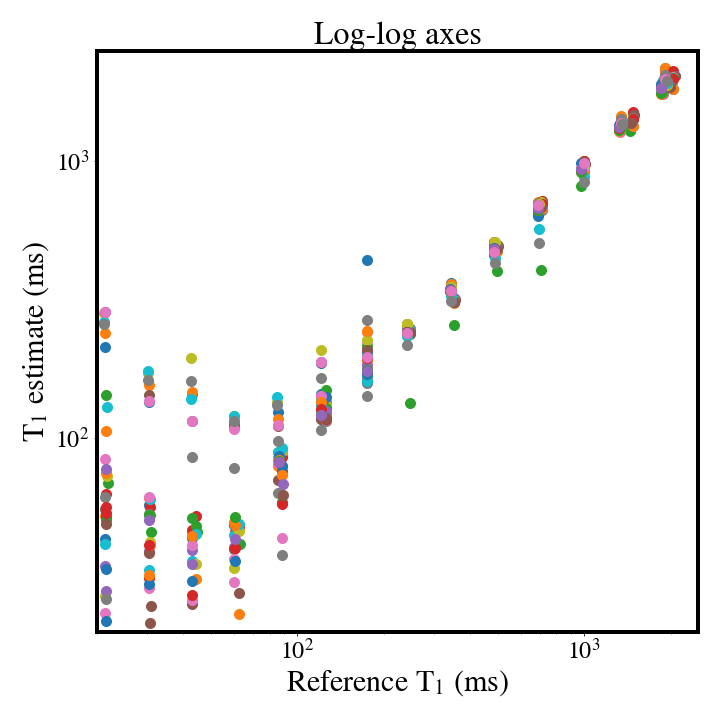 Log-log axes
10³
10²
T₁ estimate (ms)
10² 10³
Reference T₁ (ms)